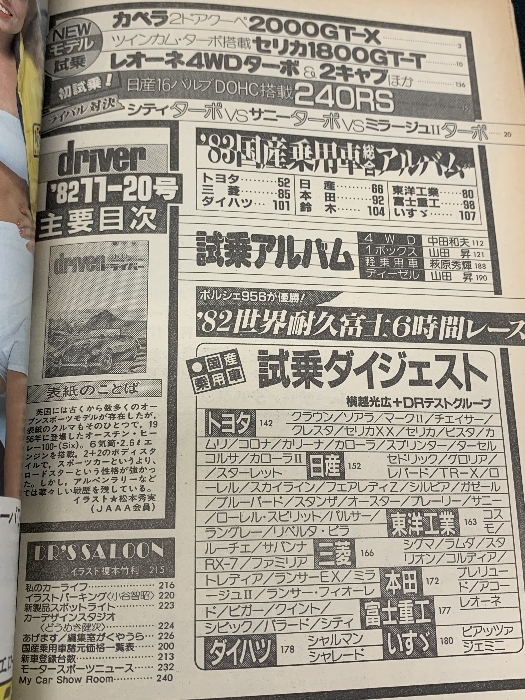 NEW
モデル
試乗
カペラ2ドアクーペ2000GT-X 3
ツインカム・ターボ搭載セリカ1800GT-T 10
レオーネ4WDターボ&2キャブほか 136
初試乗!
日産16バルブDOHC搭載240RS
ライバル対決
シティターボVSサニーターボVSミラージュIIターボ 20
driver
'82 11-20号
主要目次
'83国産乗用車総合アルバム
トヨタ 52 日産 66 東洋工業 80
三菱 85 本田 92 富士重工 98
ダイハツ 101 鈴木 104 いすゞ 107
試乗アルバム
4WD 中田和夫 112
1ボックス 山田昇 121
軽乗用車 萩原秀輝 188
ディーゼル 山田昇 190
ポルシェ956が優勝!
'82世界耐久富士6時間レース
driver ドライバー
表紙のことば
英国には古くから数多くのオー
プンスポーツモデルが存在したが、
表紙のクルマもそのひとつで、19
56年に登場したオースチン・ヒー
レー100-(Six)。6気筒・2.6ℓエ
ンジンを搭載。2+2のボディスタ
イルで、スポーツカーというより、
ロードスターという性格が強かっ
た。しかし、アルペンラリーなど
では華々しい戦歴を残している。
イラスト☆松本秀実
(JAAA会員)
●国産乗用車
試乗ダイジェスト
横越光広+DRテストグループ
トヨタ 142 クラウン/ソアラ/マークII/チェイサー/
クレスタ/セリカXX/セリカ/ビスタ/カ
ムリ/コロナ/カリーナ/カローラ/スプリンター/ターセル
コルサ/カローラII
/スターレット
日産 152 セドリック/グロリア/
レパード/TR-X/ロ
ーレル/スカイライン/フェアレディZ/シルビア/ガゼール
/ブルーバード/スタンザ/オースター/プレーリー/サニー
/ローレル・スピリット/パルサー/
ラングレー/リベルタ・ビラ
東洋工業 163 コスモ/
ルーチェ/サバンナ
RX-7/ファミリア
三菱 166 シグマ/ラムダ/スタ
リオン/コルディア/
トレディア/ランサーEX/ミラ
ージュII/ランサー・フィオーレ
本田 172 プレリュー
ド/アコー
ド/ビガー/クイント/
シビック/バラード/シティ
富士重工 177 レオーネ
ダイハツ 178 シャルマン
シャレード
いすゞ 180 ピアッツァ
ジェミニ
DR'S SALOON
イラスト榎本竹利 215
私のカーライフ 216
イラストパーキング〈小谷智昭〉 220
新製品スポットライト 223
カーデザインスタジオ
〈どうめき健次〉 224
あげます/編集室がくやうら 226
国産乗用車諸元価格一覧表 200
新車登録台数 213
モータースポーツニュース 232
My Car Show Room 240